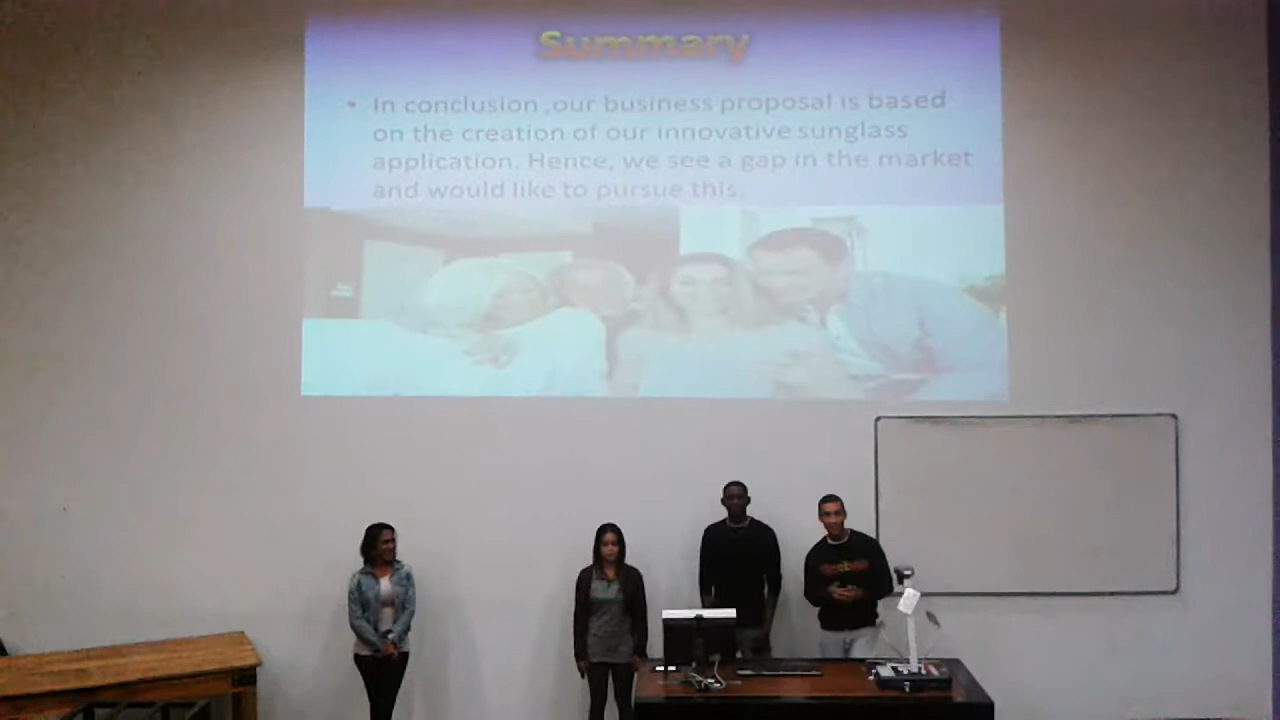 Summary
• In conclusion ,our business proposal is based
on the creation of our innovative sunglass
application. Hence, we see a gap in the market
and would like to pursue this.